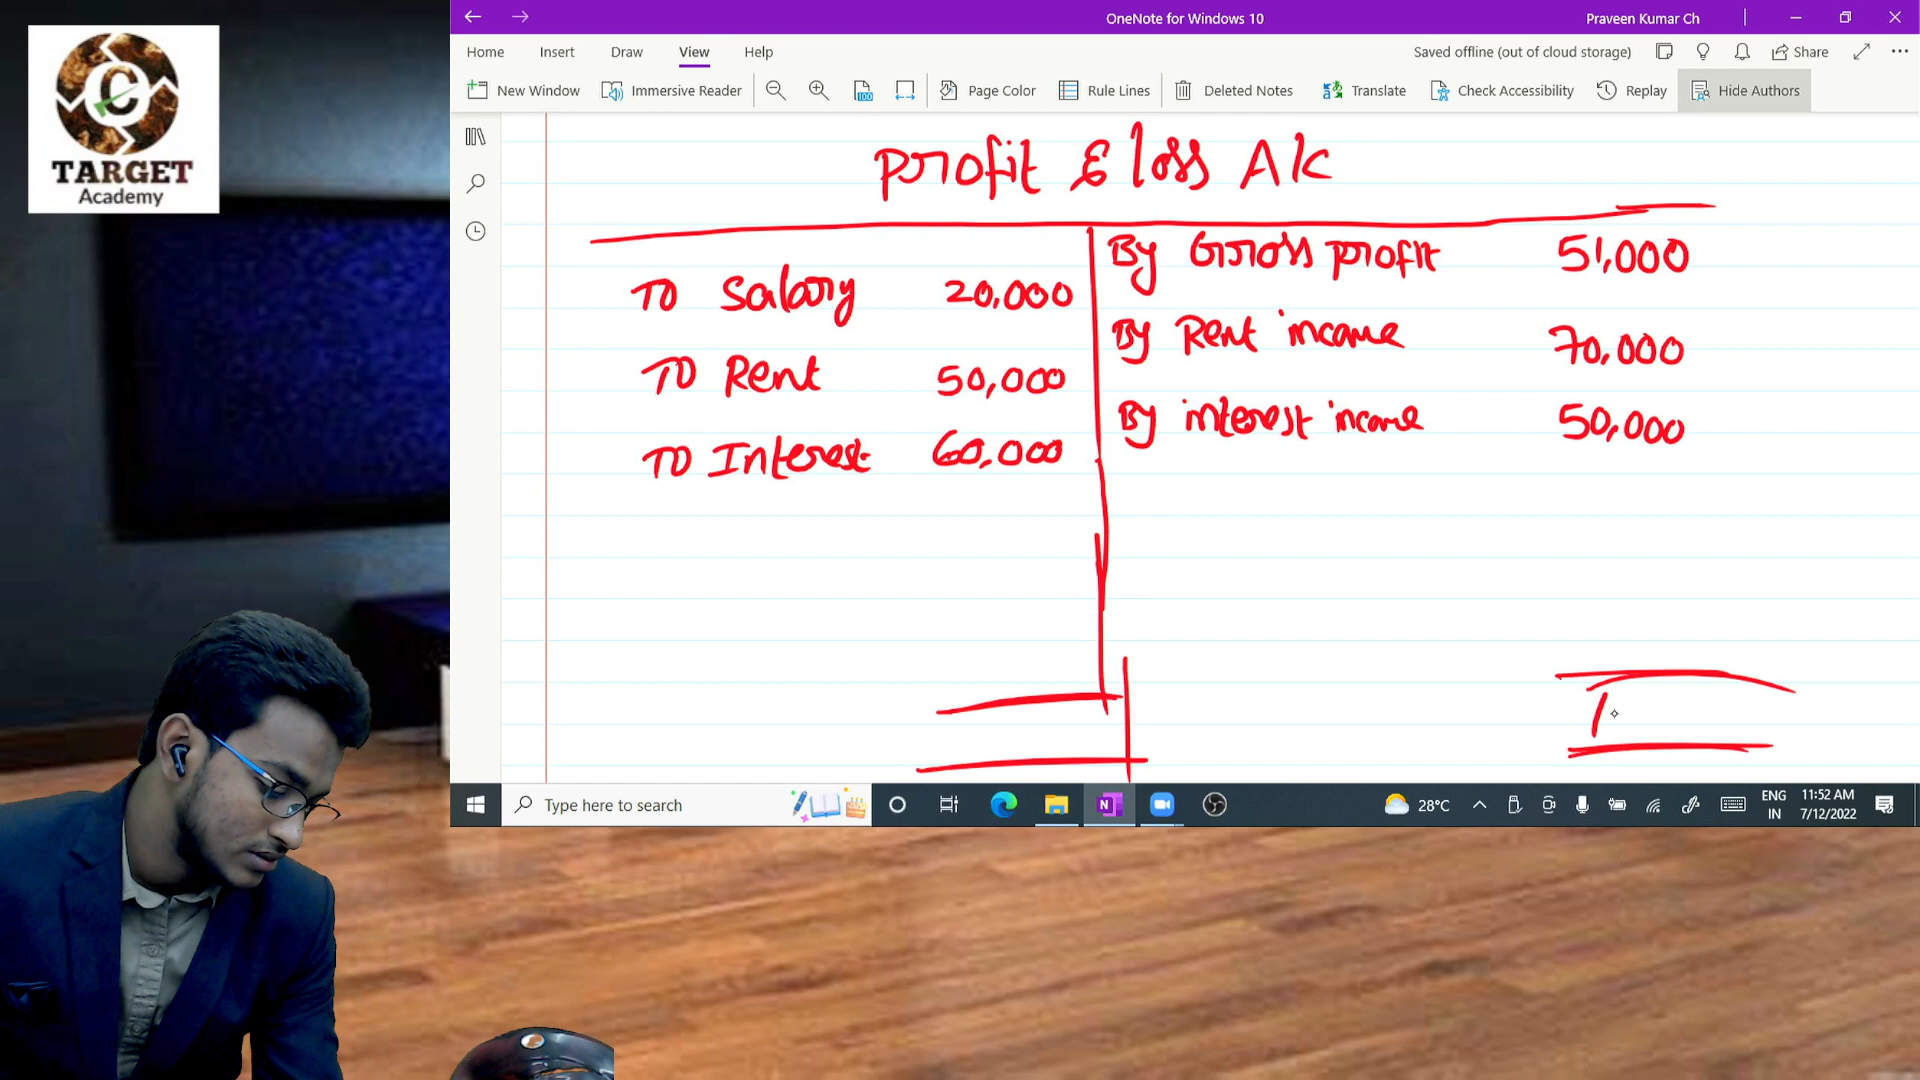 C
TARGET
Academy
OneNote for Windows 10
Praveen Kumar Ch
Home Insert Draw View Help
Saved offline (out of cloud storage) Share
New Window Immersive Reader 100 Page Color Rule Lines Deleted Notes Translate Check Accessibility Replay Hide Authors
Profit & loss A/c
By Gross profit 51,000
To Salary 20,000
By Rent income 70,000
To Rent 50,000
By interest income 50,000
To Interest 60,000
1
Type here to search
N
28°C
ENG
IN
11:52 AM
7/12/2022